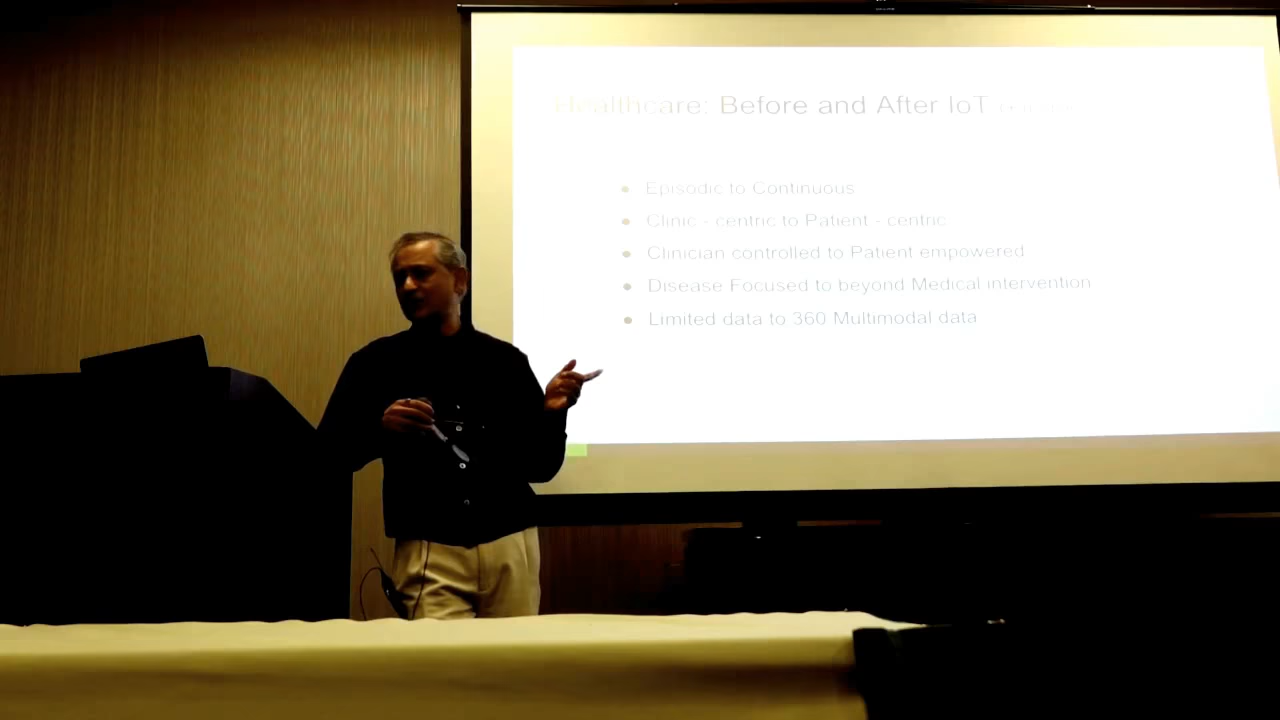 Healthcare: Before and After IoT
Episodic to Continuous
Clinic - centric to Patient - centric
Clinician controlled to Patient empowered
Disease Focused to beyond Medical intervention
Limited data to 360 Multimodal data